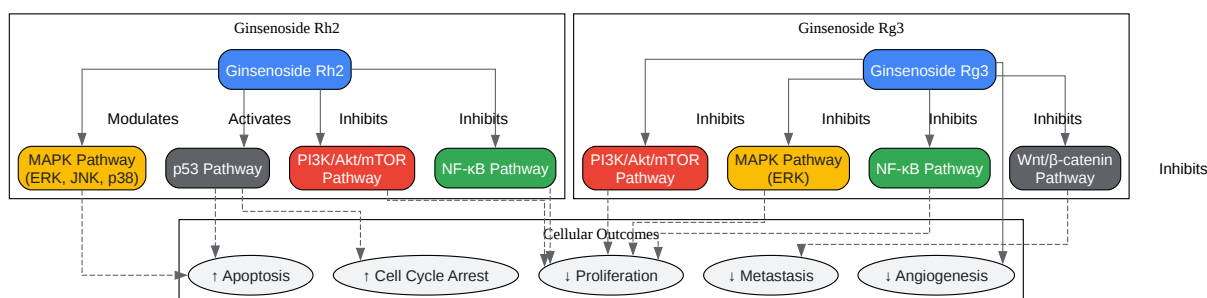 Ginsenoside Rh2
Ginsenoside Rg3
Ginsenoside Rh2
Ginsenoside Rg3
Modulates
Activates
Inhibits
Inhibits
Inhibits
Inhibits
Inhibits
Inhibits
MAPK Pathway
(ERK, JNK, p38)
p53 Pathway
PI3K/Akt/mTOR
Pathway
NF-κB Pathway
PI3K/Akt/mTOR
Pathway
MAPK Pathway
(ERK)
NF-κB Pathway
Wnt/β-catenin
Pathway
Inhibits
Cellular Outcomes
↑ Apoptosis
↑ Cell Cycle Arrest
↓ Proliferation
↓ Metastasis
↓ Angiogenesis